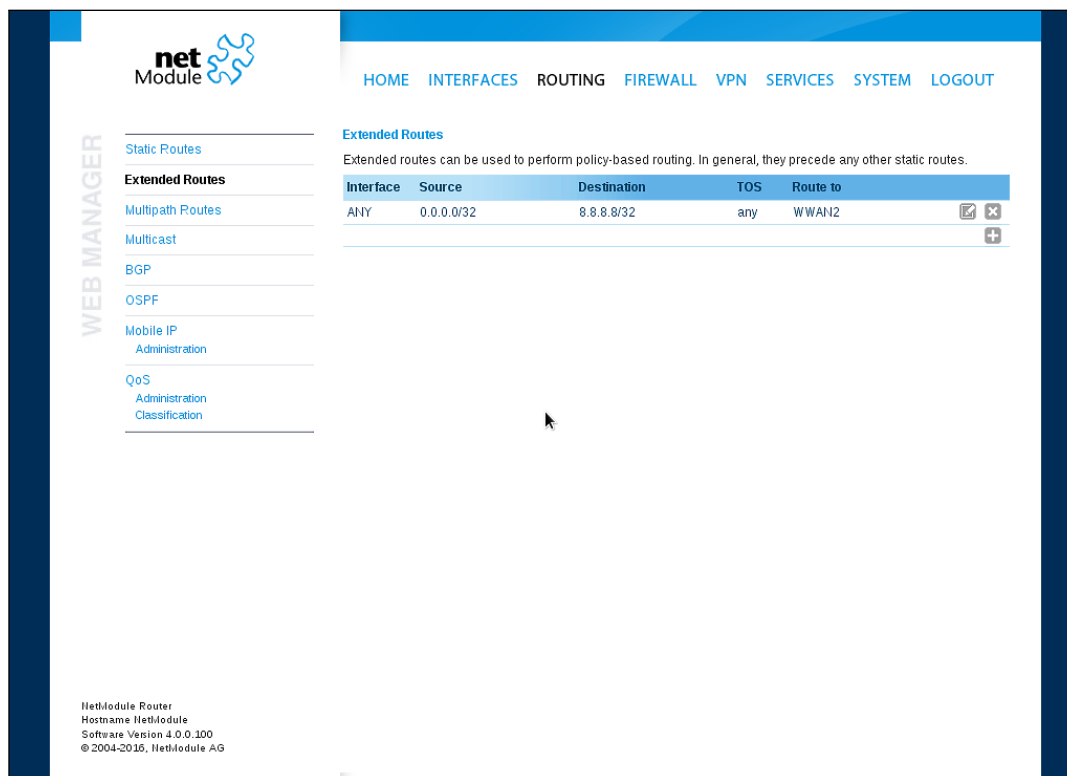 net
Module
HOME INTERFACES ROUTING FIREWALL VPN SERVICES SYSTEM LOGOUT
WEB MANAGER
Static Routes
Extended Routes
Multipath Routes
Multicast
BGP
OSPF
Mobile IP
Administration
QoS
Administration
Classification
Extended Routes
Extended routes can be used to perform policy-based routing. In general, they precede any other static routes.
Interface Source Destination TOS Route to
ANY 0.0.0.0/32 8.8.8.8/32 any WWAN2
NetModule Router
Hostname NetModule
Software Version 4.0.0.100
© 2004-2016, NetModule AG